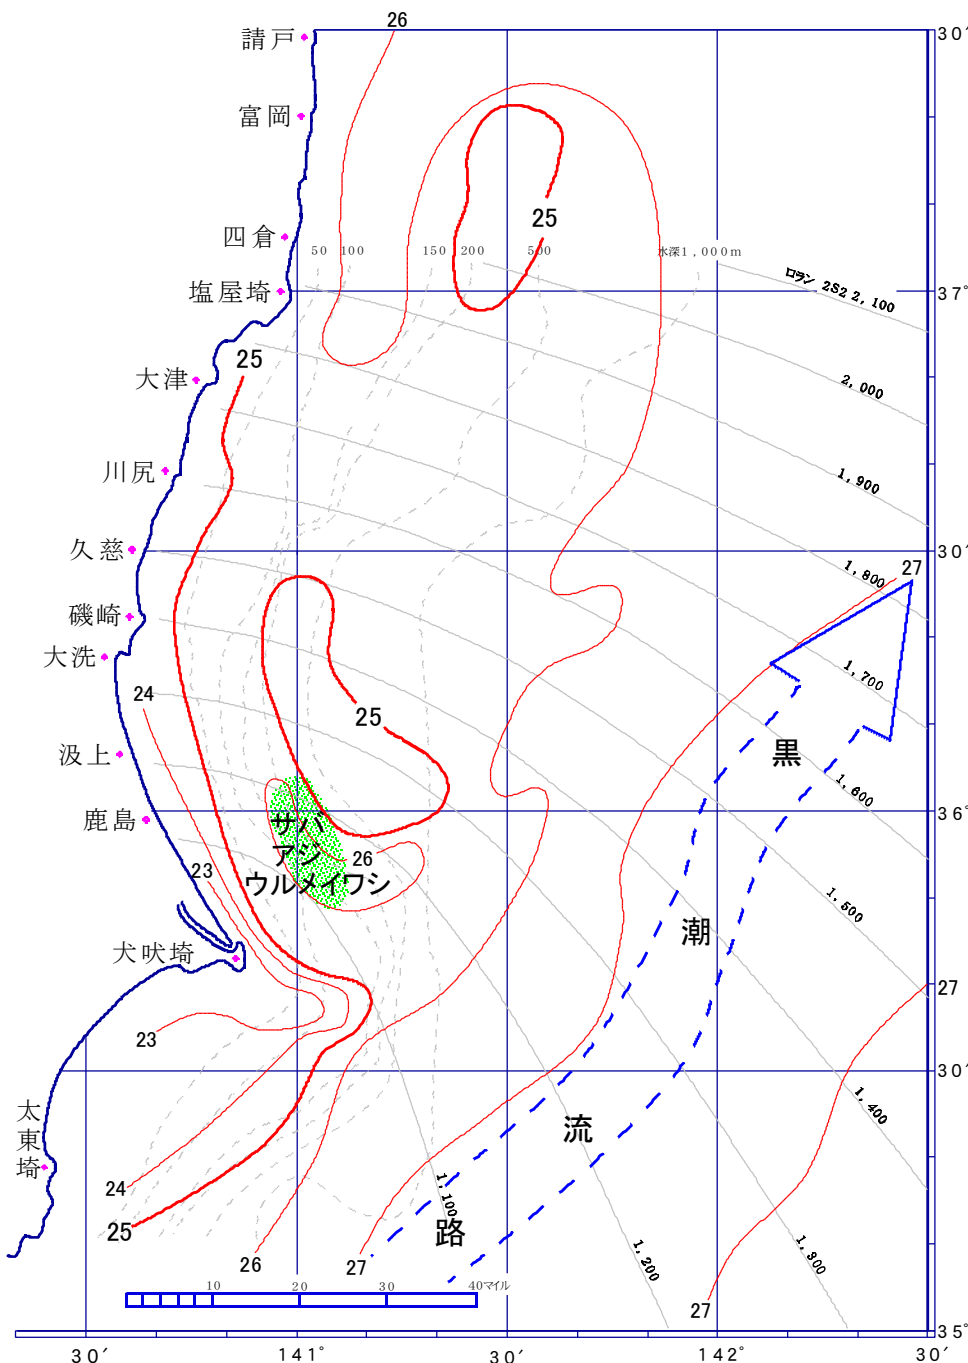 26
請戸
30′
富岡
25
四倉
50 100 150 200 500 水深1,000m
ロラン 2S2 2,100
塩屋埼
37°
25
大津
2,000
川尻
1,900
久慈
30′
1,800
27
磯崎
大洗
1,700
24
25
黒
汲上
1,600
36°
鹿島
サバ
アジ
26
ウルメイワシ
23
1,500
潮
犬吠埼
27
23
30′
1,400
太東埼
流
24
1,100
25
路
26
27
1,200
1,300
10 20 30 40マイル
27
35°
30′ 141° 30′ 142° 30′